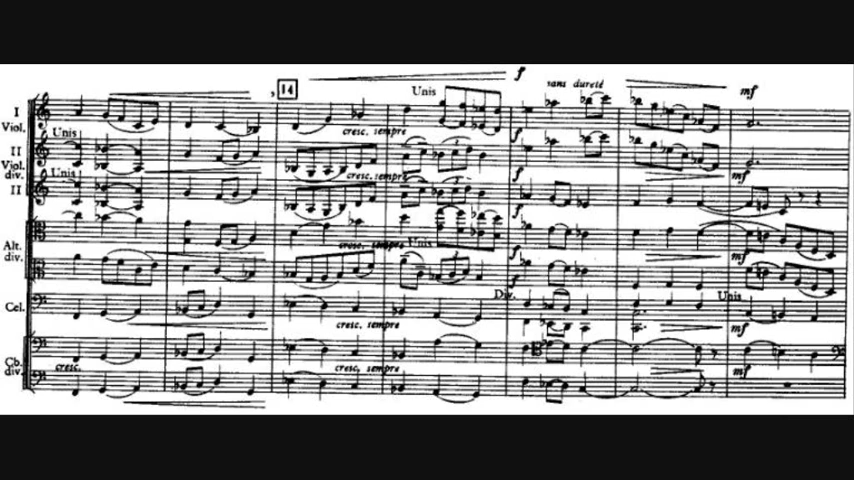 f
, 14
Unis
sans dureté
mf
I
Viol.
cresc. sempre
Unis
II
Viol.
div.
f
cresc. sempre
mf
Unis
II
f
Alt.
div.
cresc. sempre
Unis
f
mf
f
Cel.
Div.
Unis
cresc. sempre
f
mf
Cb.
div.
cresc.
cresc. sempre
mf